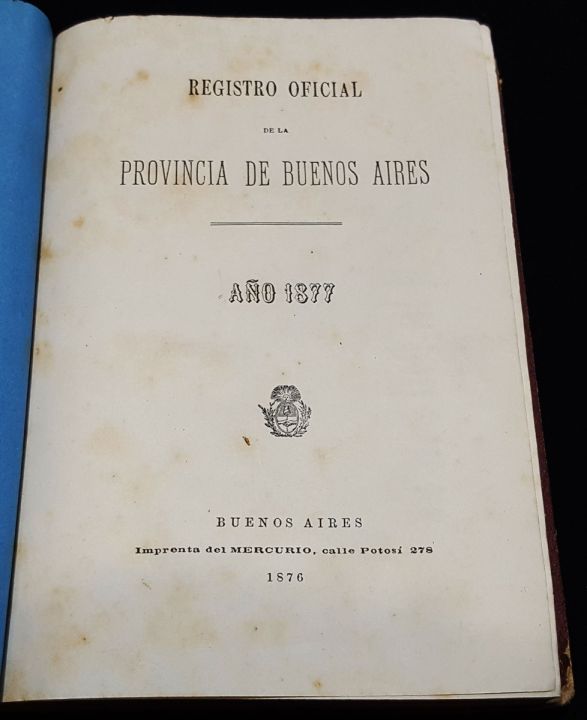 REGISTRO OFICIAL
DE LA
PROVINCIA DE BUENOS AIRES
AÑO 1877
BUENOS AIRES
Imprenta del MERCURIO, calle Potosí 278
1876